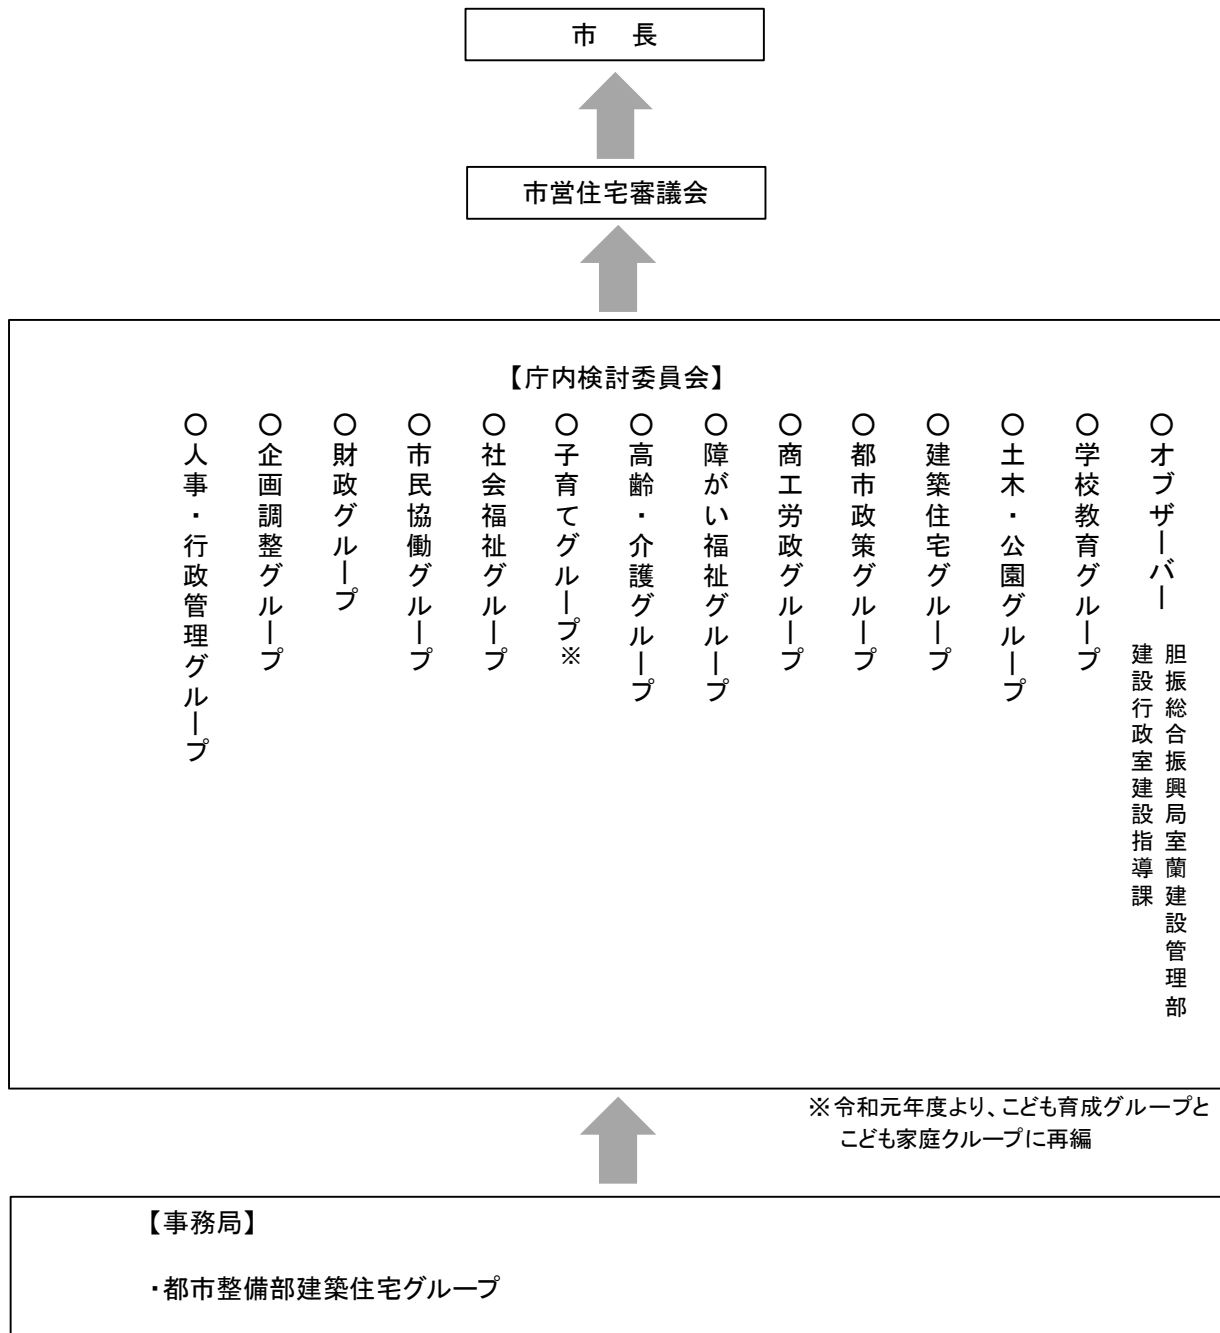 市　長
市営住宅審議会
【庁内検討委員会】
○人事・行政管理グループ
○企画調整グループ
○財政グループ
○市民協働グループ
○社会福祉グループ
○子育てグループ※
○高齢・介護グループ
○障がい福祉グループ
○商工労政グループ
○都市政策グループ
○建築住宅グループ
○土木・公園グループ
○学校教育グループ
○オブザーバー
胆振総合振興局室蘭建設管理部
建設行政室建設指導課
※令和元年度より、こども育成グループと
こども家庭クループに再編
【事務局】
・都市整備部建築住宅グループ